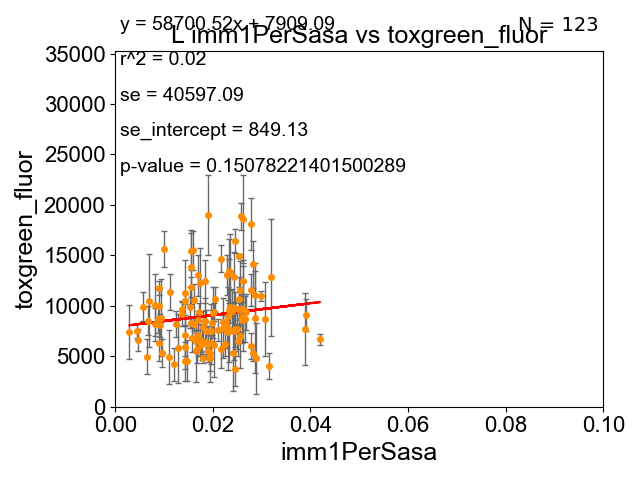 y = 58700.52x + 7909.09
N = 123
L imm1PerSasa vs toxgreen_fluor
r^2 = 0.02
se = 40597.09
se_intercept = 849.13
p-value = 0.15078221401500289
35000
30000
25000
20000
15000
10000
5000
0
toxgreen_fluor
0.00 0.02 0.04 0.06 0.08 0.10
imm1PerSasa